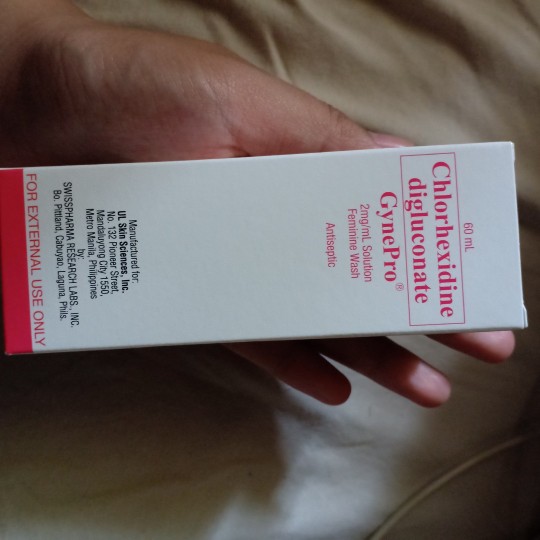 60 mL
Chlorhexidine
digluconate
GynePro®
2mg/mL Solution
Feminine Wash
Antiseptic
Manufactured for:
UL Skin Sciences, Inc.
No. 132 Pioneer Street,
Mandaluyong City 1550,
Metro Manila, Philippines
by:
SWISSPHARMA RESEARCH LABS., INC.
Bo. Pittland, Cabuyao, Laguna, Phils.
FOR EXTERNAL USE ONLY